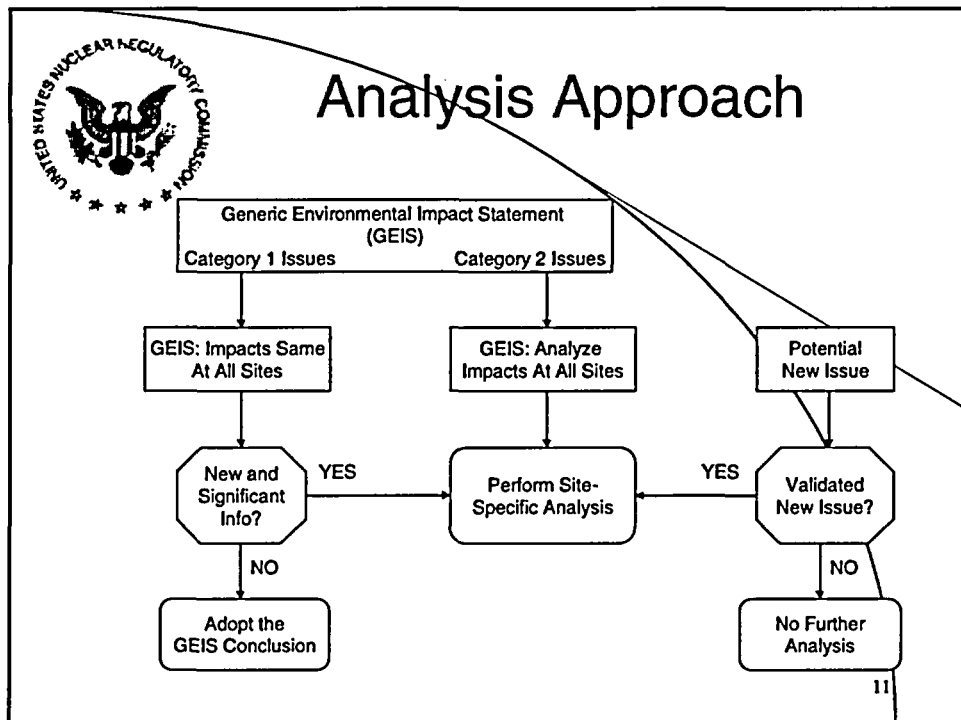 UNITED STATES NUCLEAR REGULATORY COMMISSION
Analysis Approach
Generic Environmental Impact Statement
(GEIS)
Category 1 Issues
Category 2 Issues
GEIS: Impacts Same
At All Sites
GEIS: Analyze
Impacts At All Sites
Potential
New Issue
New and
Significant
Info?
YES
Perform Site-
Specific Analysis
YES
Validated
New Issue?
NO
NO
Adopt the
GEIS Conclusion
No Further
Analysis
11